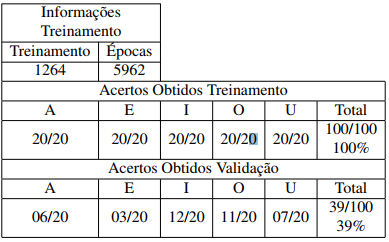 Informações
Treinamento
Treinamento Épocas
1264 5962
Acertos Obtidos Treinamento
A E I O U Total
20/20 20/20 20/20 20/20 20/20 100/100
100%
Acertos Obtidos Validação
A E I O U Total
06/20 03/20 12/20 11/20 07/20 39/100
39%